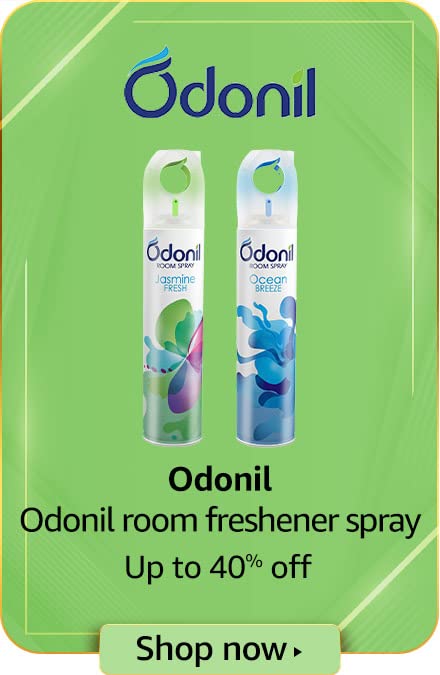 Odonil
Odonil
ROOM SPRAY
Jasmine
FRESH
Odonil
ROOM SPRAY
Ocean
BREEZE
Odonil
Odonil room freshener spray
Up to 40% off
Shop now ▸